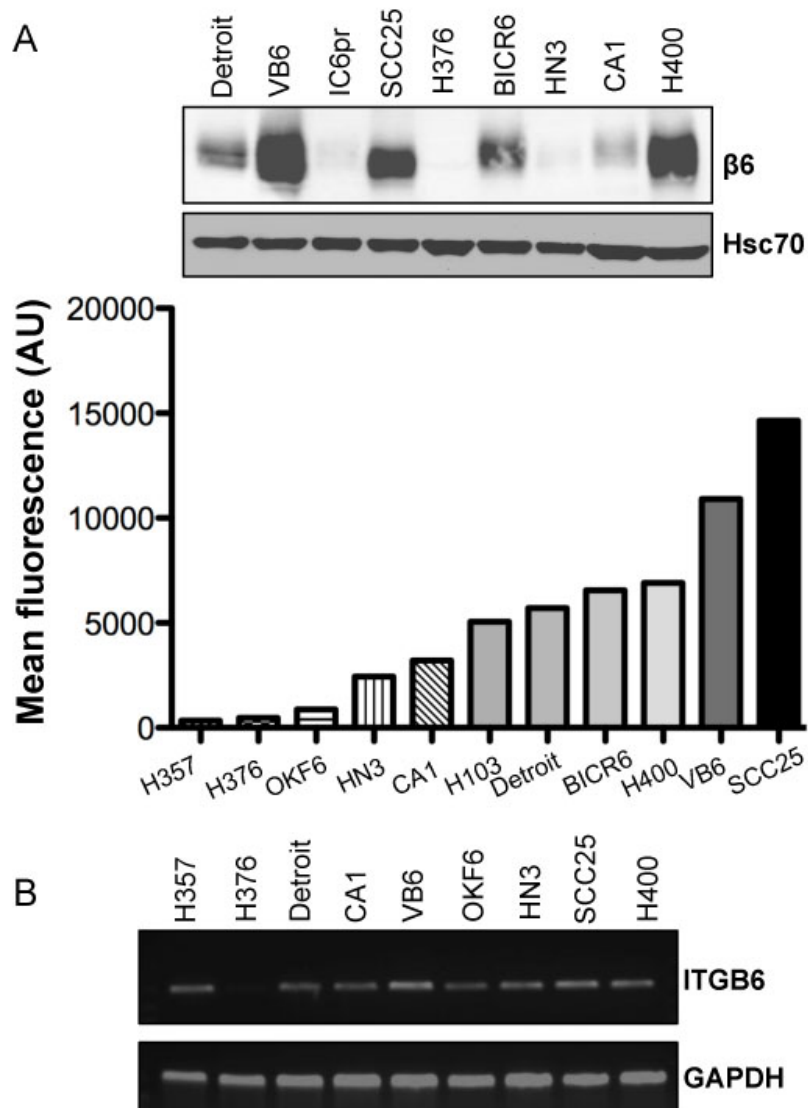 A
Detroit VB6 IC6pr SCC25 H376 BICR6 HN3 CA1 H400
β6
Hsc70
Mean fluorescence (AU)
20000
15000
10000
5000
0
H357 H376 OKF6 HN3 CA1 H103 Detroit BICR6 H400 VB6 SCC25
B
H357 H376 Detroit CA1 VB6 OKF6 HN3 SCC25 H400
ITGB6
GAPDH